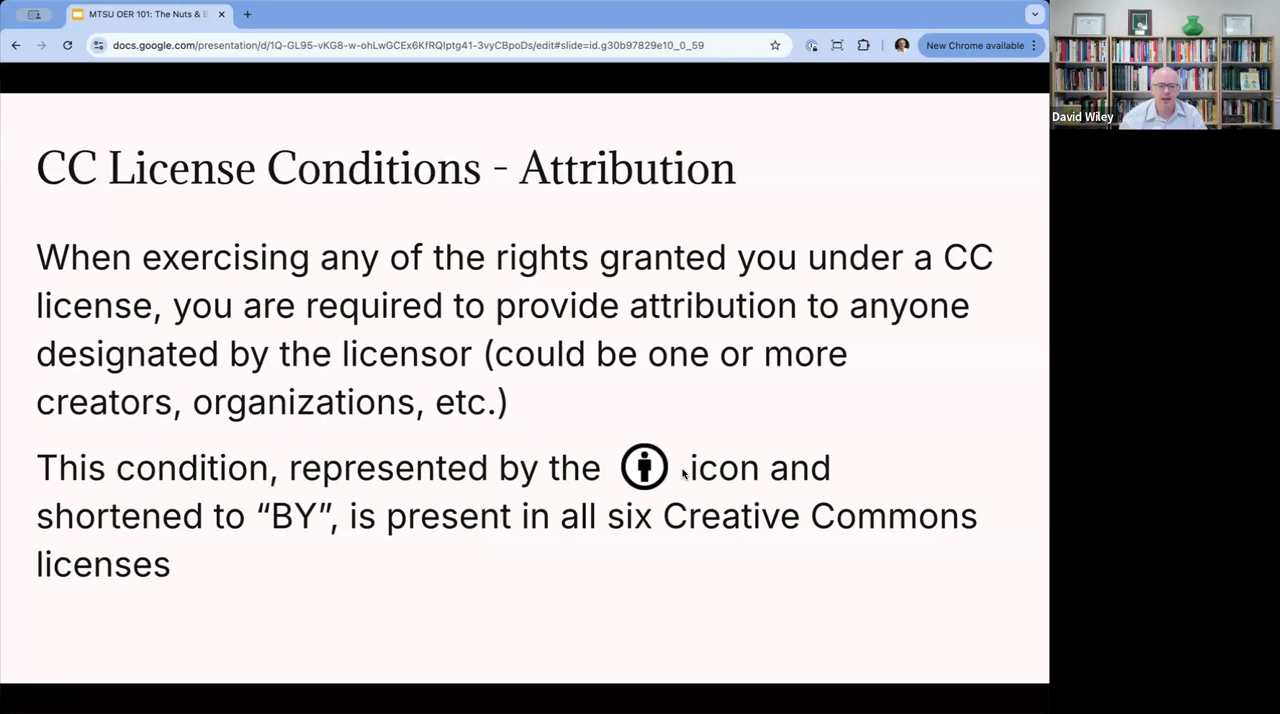 MTSU OER 101: The Nuts & B
docs.google.com/presentation/d/1Q-GL95-vKG8-w-ohLwGCEx6KfRQlptg41-3vyCBpoDs/edit#slide=id.g30b97829e10_0_59
New Chrome available
David Wiley
CC License Conditions - Attribution
When exercising any of the rights granted you under a CC
license, you are required to provide attribution to anyone
designated by the licensor (could be one or more
creators, organizations, etc.)
This condition, represented by the icon and
shortened to “BY”, is present in all six Creative Commons
licenses